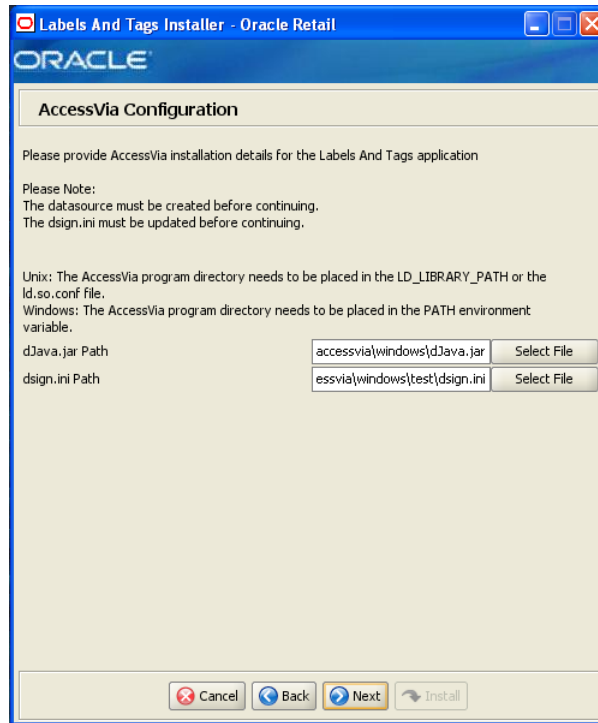 Labels And Tags Installer - Oracle Retail
ORACLE
AccessVia Configuration
Please provide AccessVia installation details for the Labels And Tags application
Please Note:
The datasource must be created before continuing.
The dsign.ini must be updated before continuing.
Unix: The AccessVia program directory needs to be placed in the LD_LIBRARY_PATH or the
ld.so.conf file.
Windows: The AccessVia program directory needs to be placed in the PATH environment
variable.
dJava.jar Path accessvia\windows\dJava.jar Select File
dsign.ini Path essvia\windows\test\dsign.ini Select File
Cancel Back Next Install